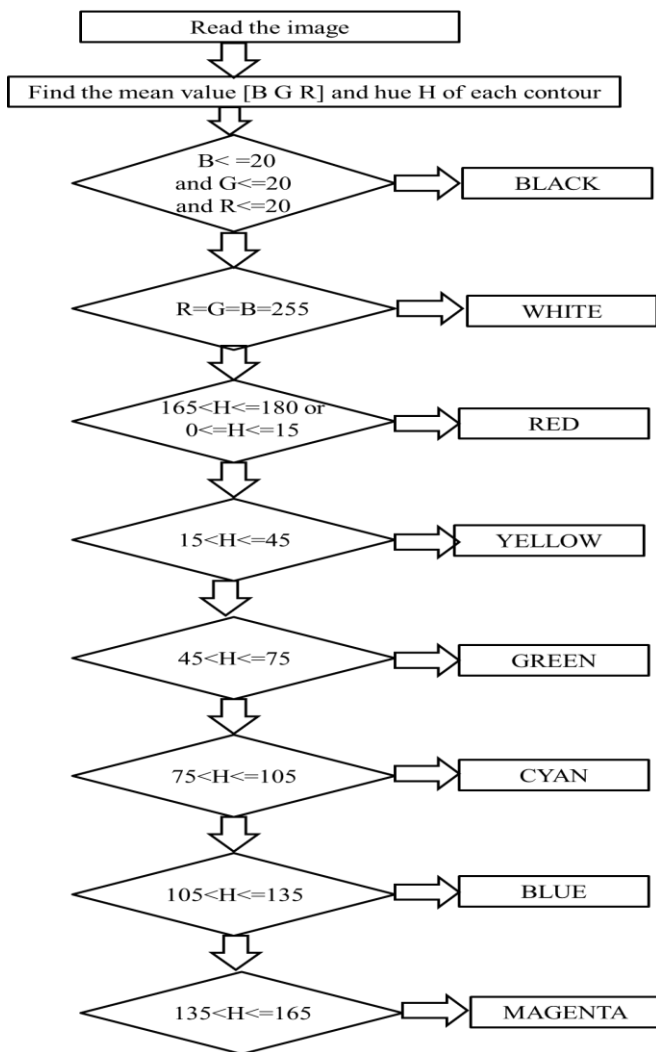 Read the image
Find the mean value [B G R] and hue H of each contour
B< =20
and G<=20
and R<=20
BLACK
R=G=B=255
WHITE
165<H<=180 or
0<=H<=15
RED
15<H<=45
YELLOW
45<H<=75
GREEN
75<H<=105
CYAN
105<H<=135
BLUE
135<H<=165
MAGENTA